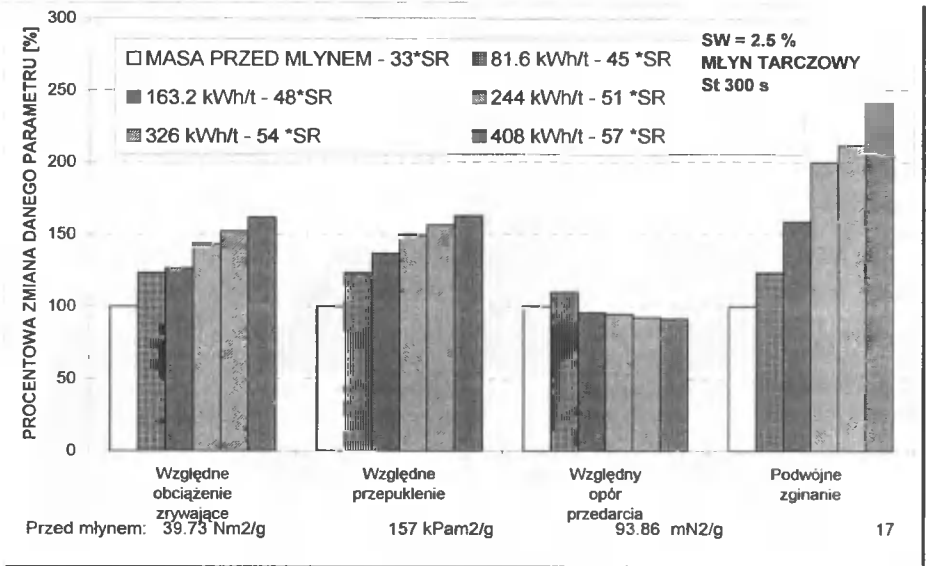 PROCENTOWA ZMIANA DANEGO PARAMETRU [%]
300
250
200
150
100
50
0
MASA PRZED MLYNEM - 33*SR
81.6 kWh/t - 45 *SR
163.2 kWh/t - 48*SR
244 kWh/t - 51 *SR
326 kWh/t - 54 *SR
408 kWh/t - 57 *SR
SW = 2.5 %
MŁYN TARCZOWY
St 300 s
Względne
obciążenie
zrywające
Względne
przepuklenie
Względny
opór
przedarcia
Podwójne
zginanie
Przed młynem: 39.73 Nm2/g 157 kPam2/g 93.86 mN2/g 17